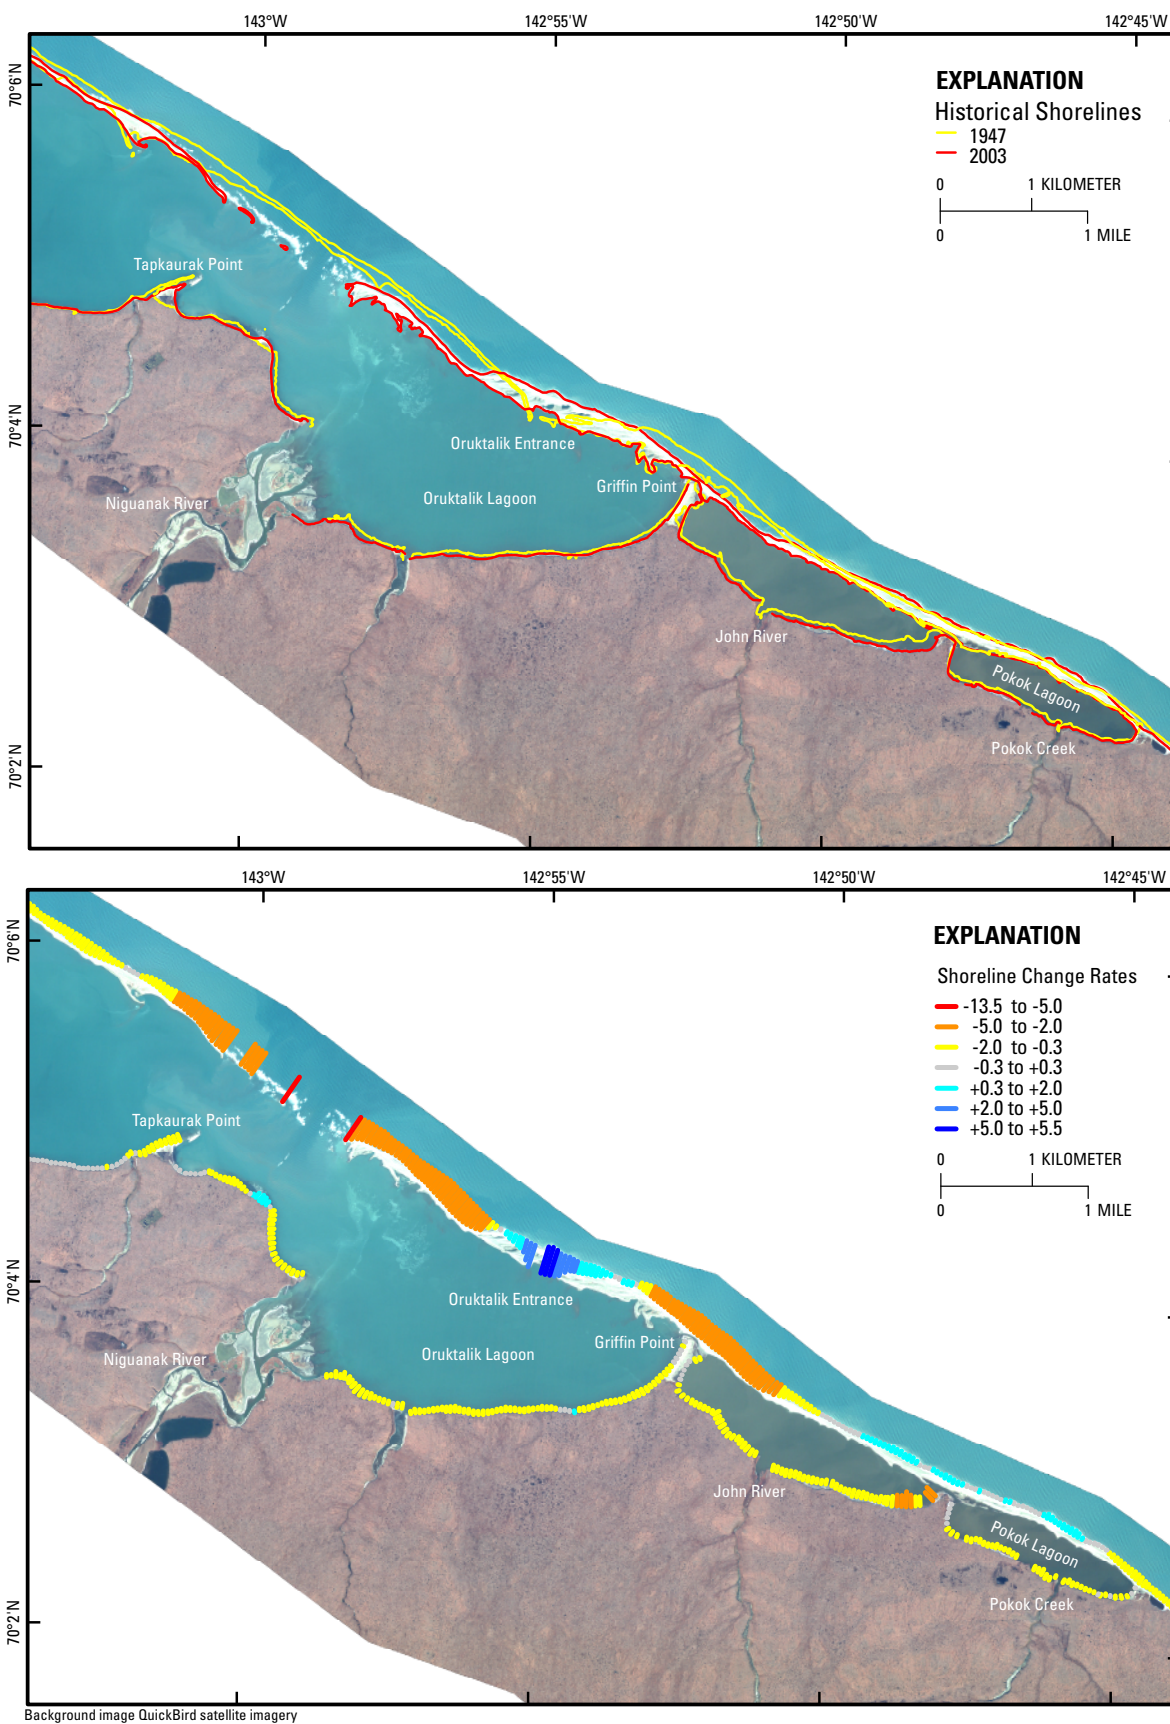 143°W
142°55'W
142°50'W
142°45'W
70°6'N
70°4'N
70°2'N
EXPLANATION
Historical Shorelines
1947
2003
0
1 KILOMETER
0
1 MILE
Tapkaurak Point
Oruktalik Entrance
Griffin Point
Oruktalik Lagoon
Niguanak River
John River
Pokok Lagoon
Pokok Creek
143°W
142°55'W
142°50'W
142°45'W
70°6'N
70°4'N
70°2'N
EXPLANATION
Shoreline Change Rates
-13.5 to -5.0
-5.0 to -2.0
-2.0 to -0.3
-0.3 to +0.3
+0.3 to +2.0
+2.0 to +5.0
+5.0 to +5.5
0
1 KILOMETER
0
1 MILE
Tapkaurak Point
Oruktalik Entrance
Griffin Point
Oruktalik Lagoon
Niguanak River
John River
Pokok Lagoon
Pokok Creek
Background image QuickBird satellite imagery